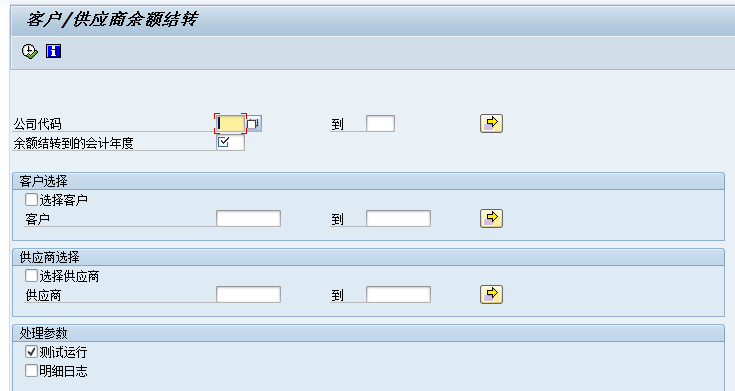 客户/供应商余额结转
公司代码 到
余额结转到的会计年度
客户选择
选择客户
客户 到
供应商选择
选择供应商
供应商 到
处理参数
测试运行
明细日志